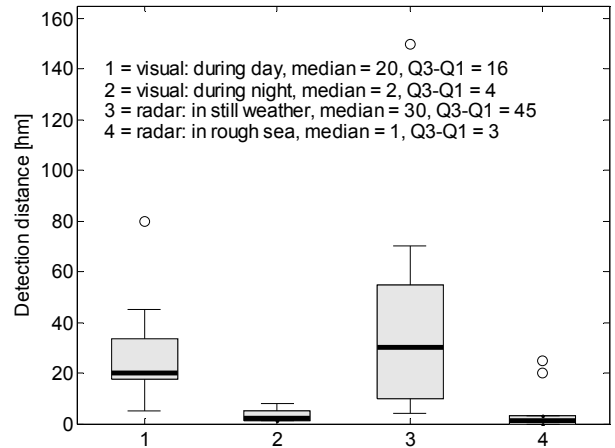 160
140
120
100
80
60
40
20
0
Detection distance [hm]
1 = visual: during day, median = 20, Q3-Q1 = 16
2 = visual: during night, median = 2, Q3-Q1 = 4
3 = radar: in still weather, median = 30, Q3-Q1 = 45
4 = radar: in rough sea, median = 1, Q3-Q1 = 3
1 2 3 4